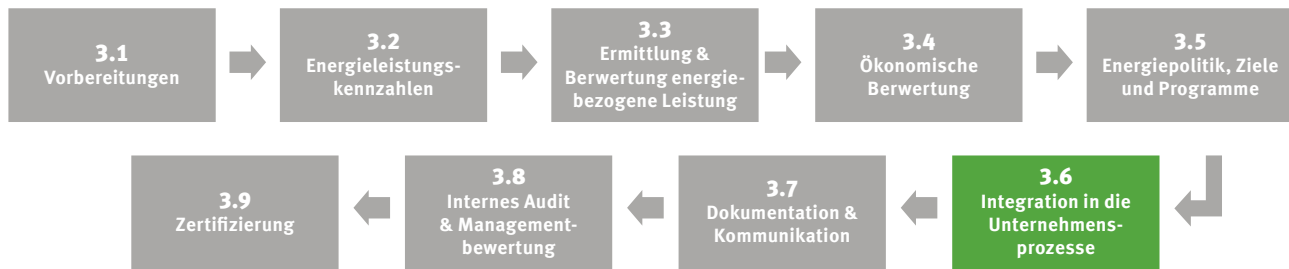 3.1
Vorbereitungen
3.2
Energieleistungs-
kennzahlen
3.3
Ermittlung &
Berwertung energie-
bezogene Leistung
3.4
Ökonomische
Berwertung
3.5
Energiepolitik, Ziele
und Programme
3.6
Integration in die
Unternehmens-
prozesse
3.7
Dokumentation &
Kommunikation
3.8
Internes Audit
& Management-
bewertung
3.9
Zertifizierung